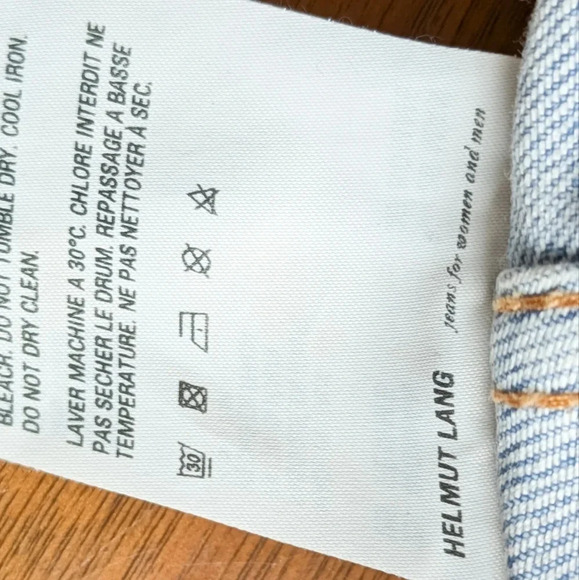 BLEACH. DO NOT TUMBLE DRY. COOL IRON.
DO NOT DRY CLEAN.
LAVER MACHINE A 30°C. CHLORE INTERDIT NE
PAS SECHER LE DRUM. REPASSAGE A BASSE
TEMPERATURE. NE PAS NETTOYER A SEC.
30
HELMUT LANG jeans for women and men